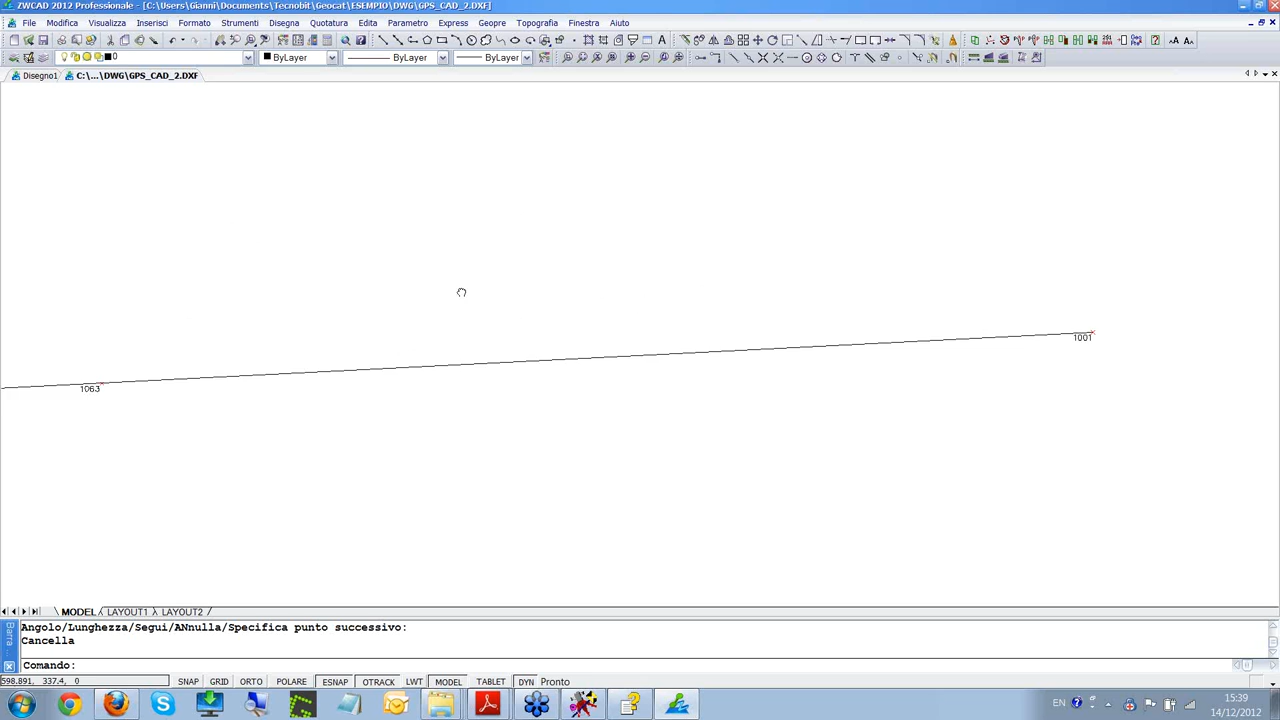 ZWCAD 2012 Professionale - [C:\Users\Gianni\Documents\Tecnobit\Geocat\ESEMPIO\DWG\GPS_CAD_2.DXF]
File Modifica Visualizza Inserisci Formato Strumenti Disegna Quotatura Edita Parametro Express Geopre Topografia Finestra Aiuto
0 ByLayer ByLayer ByLayer
Disegno1 C:\...\DWG\GPS_CAD_2.DXF
1001
1063
MODEL LAYOUT1 LAYOUT2
Angolo/Lunghezza/Segui/ANnulla/Specifica punto successivo:
Cancella
Barra
Comando:
598.891, 337.4, 0 SNAP GRID ORTO POLARE ESNAP OTRACK LWT MODEL TABLET DYN Pronto
EN 15:39
14/12/2012